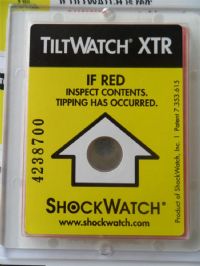 TILTWATCH® XTR
IF RED
INSPECT CONTENTS.
TIPPING HAS OCCURRED.
4238700
SHOCKWATCH®
www.shockwatch.com
Product of ShockWatch, Inc. | Patent 7,353,615